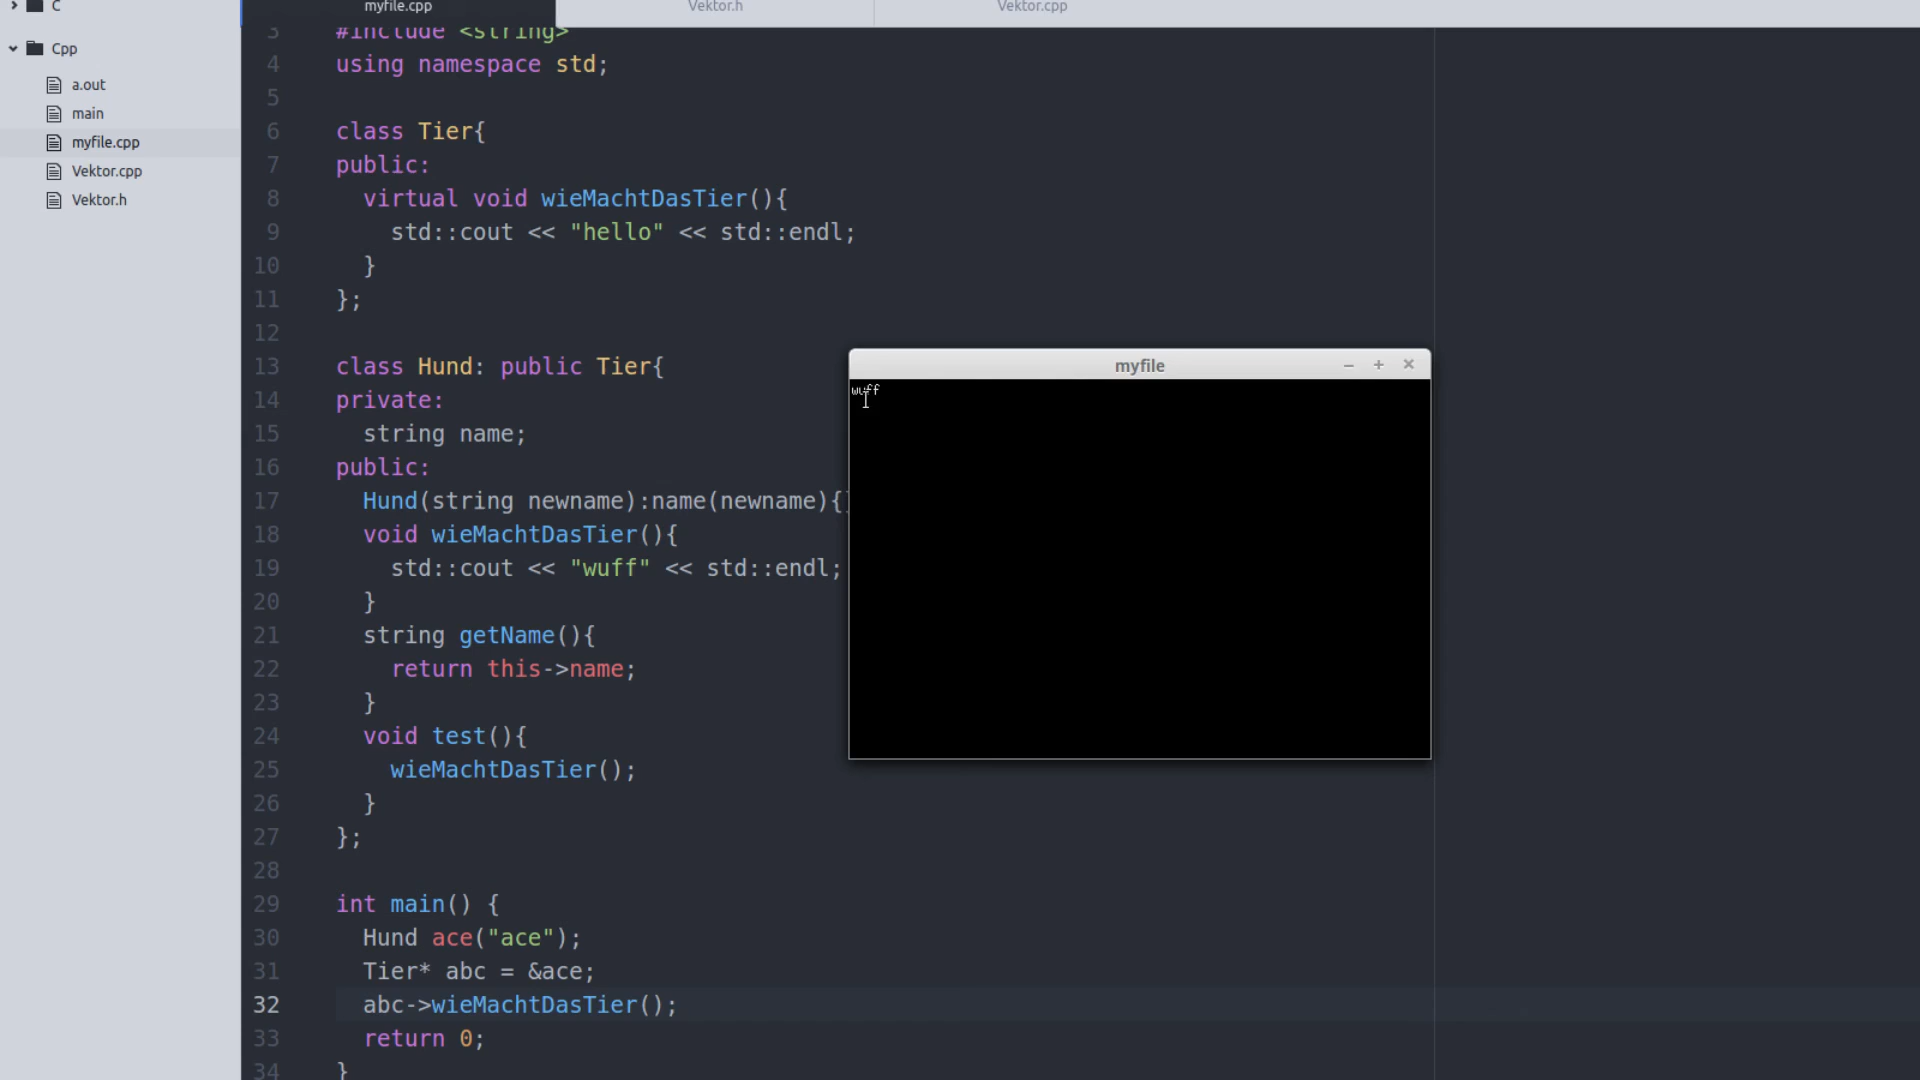 C
Cpp
a.out
main
myfile.cpp
Vektor.cpp
Vektor.h
myfile.cpp
Vektor.h
Vektor.cpp
3 #include <string>
4 using namespace std;
5
6 class Tier{
7 public:
8 virtual void wieMachtDasTier(){
9 std::cout << "hello" << std::endl;
10 }
11 };
12
13 class Hund: public Tier{
14 private:
15 string name;
16 public:
17 Hund(string newname):name(newname){}
18 void wieMachtDasTier(){
19 std::cout << "wuff" << std::endl;
20 }
21 string getName(){
22 return this->name;
23 }
24 void test(){
25 wieMachtDasTier();
26 }
27 };
28
29 int main() {
30 Hund ace("ace");
31 Tier* abc = &ace;
32 abc->wieMachtDasTier();
33 return 0;
34 }
myfile
wuff